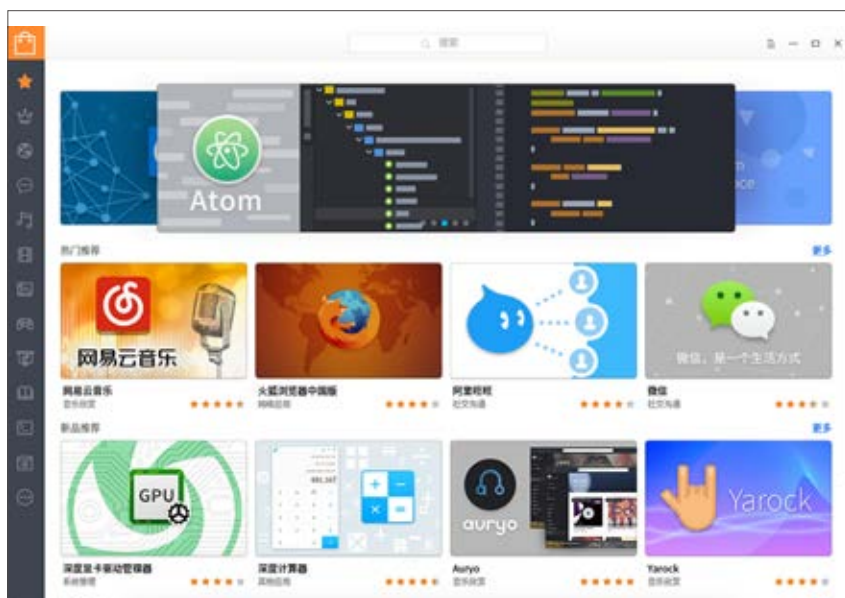 搜索
Atom
热门推荐
更多
网易云音乐
微信，是一个生活方式
网易云音乐
音乐欣赏
火狐浏览器中国版
网络应用
阿里旺旺
社交沟通
微信
社交沟通
新品推荐
更多
GPU
981,367
auryo
Yarock
深度显卡驱动管理器
系统管理
深度计算器
其他应用
Auryo
音乐欣赏
Yarock
音乐欣赏